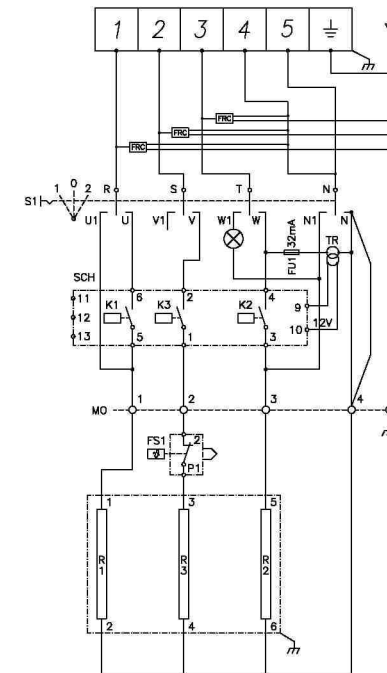 1 2 3 4 5
FRC
FRC
FRC
S1 1 0 2 R S T N
U1 U V1 V W1 W N1 N
FU1 32mA TR
SCH
11 6 2 4 9
K1 K3 K2
12
13 5 1 3 10 12V
MO 1 2 3 4
FS1 2
P1
1 3 5
R1 R3 R2
2 4 6